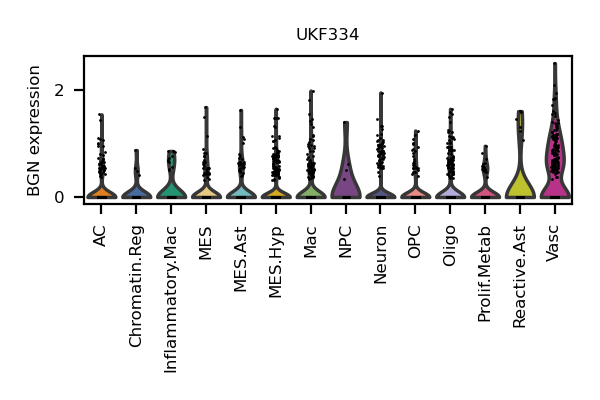 UKF334
BGN expression
2
0
AC
Chromatin.Reg
Inflammatory.Mac
MES
MES.Ast
MES.Hyp
Mac
NPC
Neuron
OPC
Oligo
Prolif.Metab
Reactive.Ast
Vasc